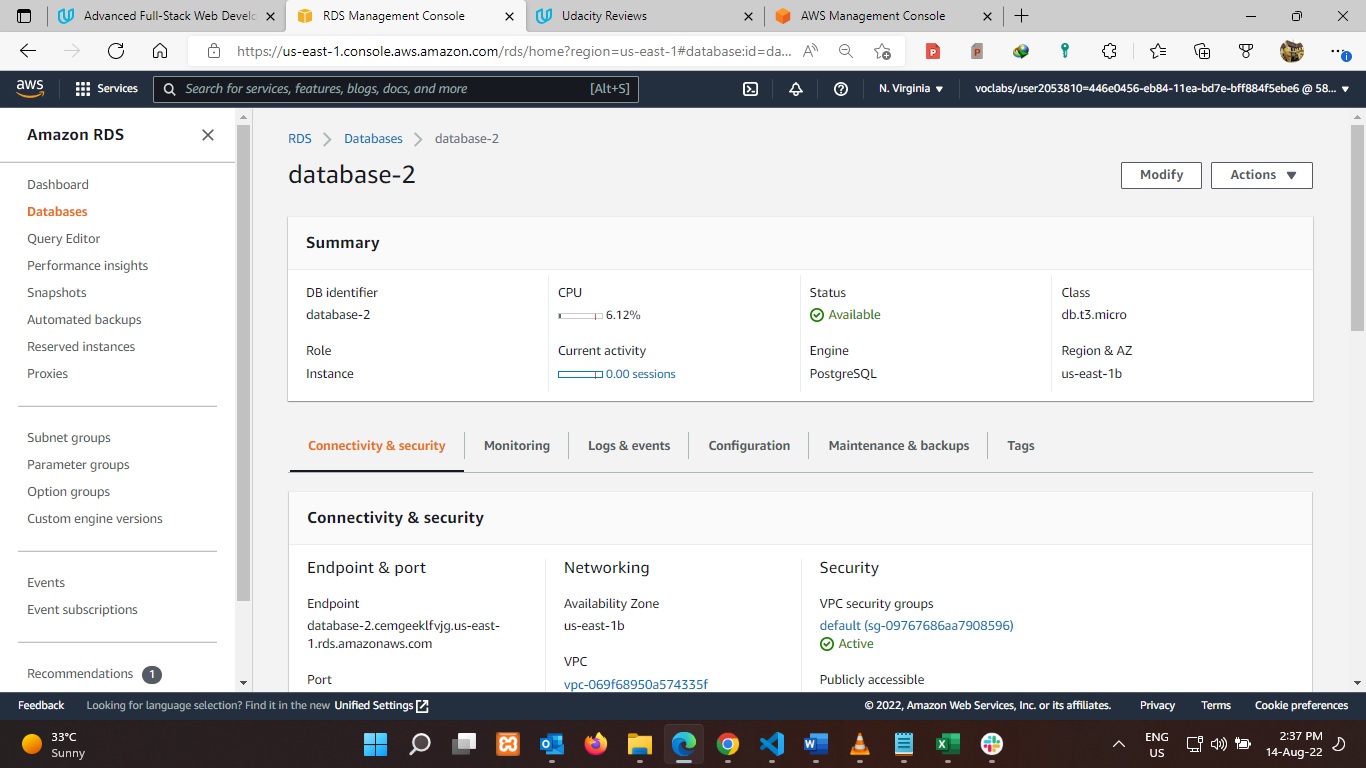 Advanced Full-Stack Web Develo
RDS Management Console
Udacity Reviews
AWS Management Console
https://us-east-1.console.aws.amazon.com/rds/home?region=us-east-1#database:id=da...
aws
Services
Search for services, features, blogs, docs, and more
[Alt+S]
N. Virginia
voclabs/user2053810=446e0456-eb84-11ea-bd7e-bff884f5ebe6 @ 58...
Amazon RDS
Dashboard
Databases
Query Editor
Performance insights
Snapshots
Automated backups
Reserved instances
Proxies
Subnet groups
Parameter groups
Option groups
Custom engine versions
Events
Event subscriptions
Recommendations 1
RDS
Databases
database-2
database-2
Modify
Actions
Summary
DB identifier
database-2
CPU
6.12%
Status
Available
Class
db.t3.micro
Role
Instance
Current activity
0.00 sessions
Engine
PostgreSQL
Region & AZ
us-east-1b
Connectivity & security
Monitoring
Logs & events
Configuration
Maintenance & backups
Tags
Connectivity & security
Endpoint & port
Endpoint
database-2.cemgeeklfvjg.us-east-
1.rds.amazonaws.com
Port
Networking
Availability Zone
us-east-1b
VPC
vpc-069f68950a574335f
Security
VPC security groups
default (sg-09767686aa7908596)
Active
Publicly accessible
Feedback
Looking for language selection? Find it in the new Unified Settings
© 2022, Amazon Web Services, Inc. or its affiliates.
Privacy
Terms
Cookie preferences
33°C
Sunny
ENG
US
2:37 PM
14-Aug-22